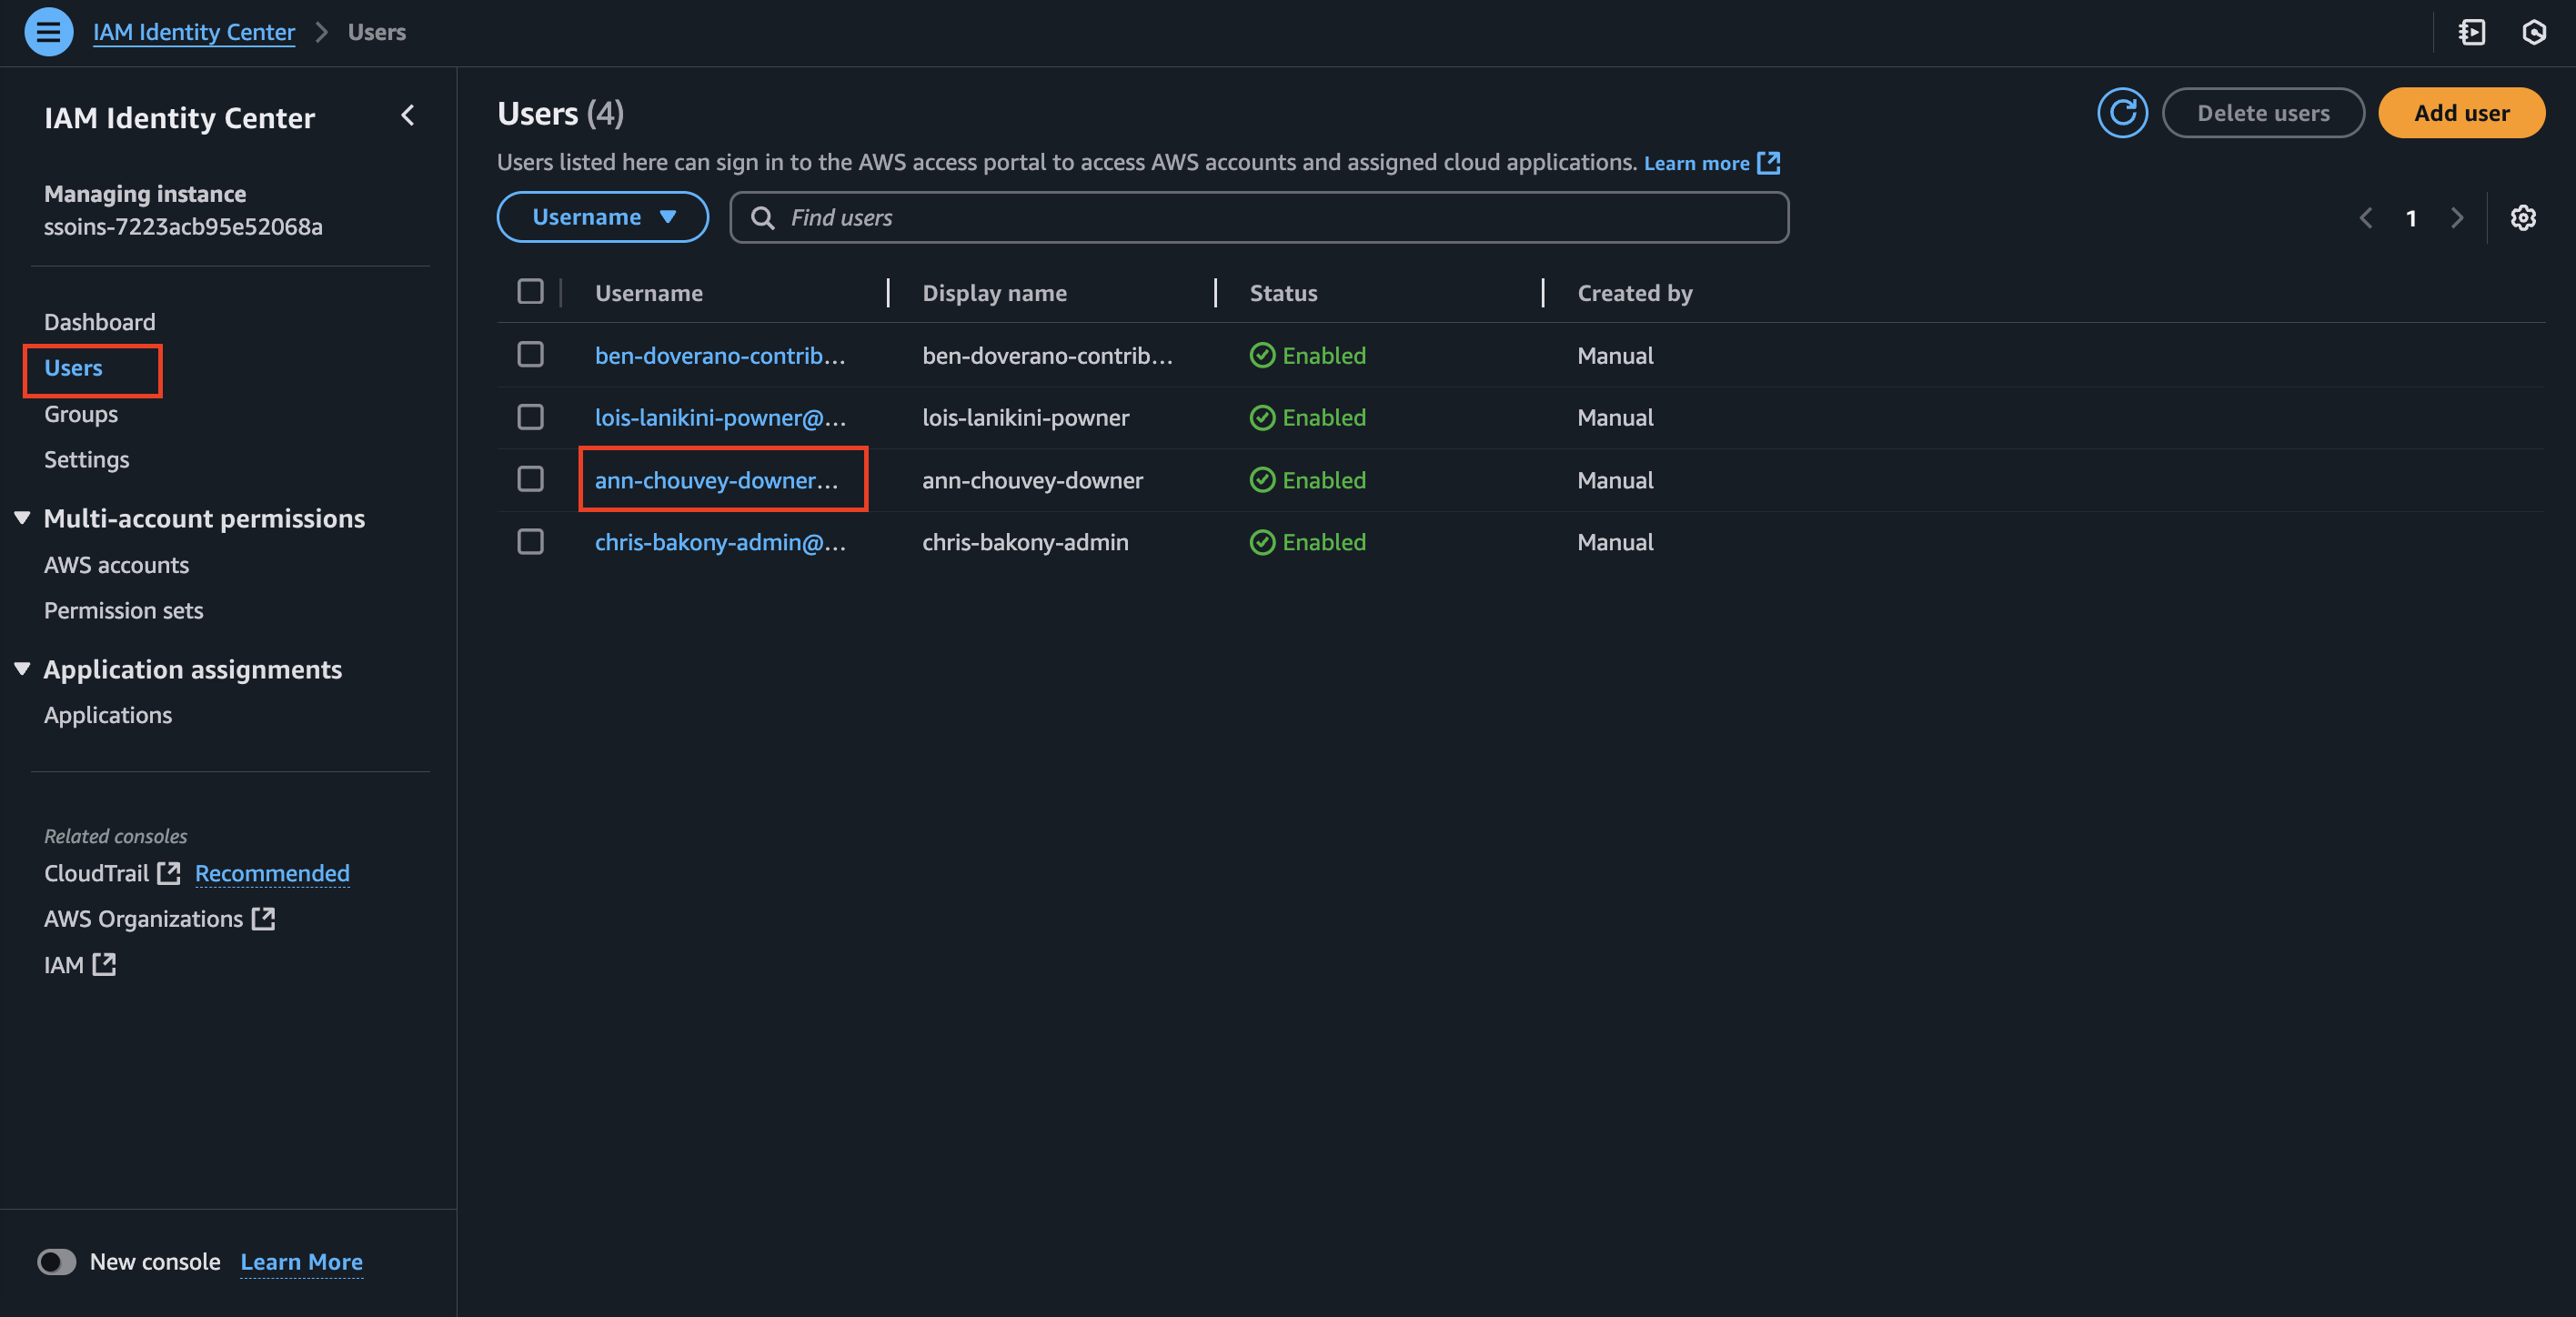 IAM Identity Center > Users
IAM Identity Center
Managing instance
ssoins-7223acb95e52068a
Dashboard
Users
Groups
Settings
Multi-account permissions
AWS accounts
Permission sets
Application assignments
Applications
Related consoles
CloudTrail Recommended
AWS Organizations
IAM
New console Learn More
Users (4)
Delete users
Add user
Users listed here can sign in to the AWS access portal to access AWS accounts and assigned cloud applications. Learn more
Username
Find users
1
Username Display name Status Created by
ben-doverano-contrib... ben-doverano-contrib... Enabled Manual
lois-lanikini-powner@... lois-lanikini-powner Enabled Manual
ann-chouvey-downer... ann-chouvey-downer Enabled Manual
chris-bakony-admin@... chris-bakony-admin Enabled Manual